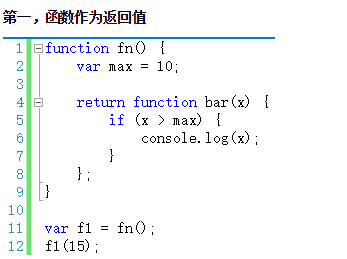 第一，函数作为返回值
1 function fn() {
2     var max = 10;
3
4     return function bar(x) {
5         if (x > max) {
6             console.log(x);
7         }
8     };
9 }
10
11 var f1 = fn();
12 f1(15);